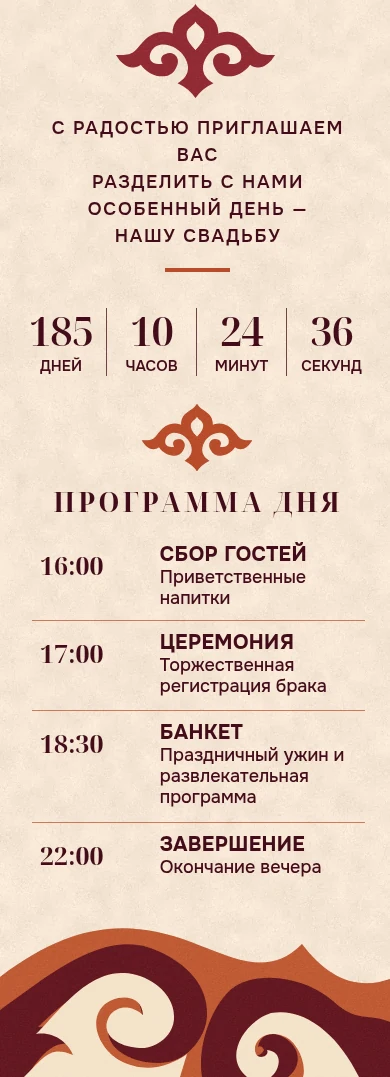 С РАДОСТЬЮ ПРИГЛАШАЕМ
ВАС
РАЗДЕЛИТЬ С НАМИ
ОСОБЕННЫЙ ДЕНЬ —
НАШУ СВАДЬБУ
185 10 24 36
ДНЕЙ ЧАСОВ МИНУТ СЕКУНД
ПРОГРАММА ДНЯ
16:00 СБОР ГОСТЕЙ
Приветственные
напитки
17:00 ЦЕРЕМОНИЯ
Торжественная
регистрация брака
18:30 БАНКЕТ
Праздничный ужин и
развлекательная
программа
22:00 ЗАВЕРШЕНИЕ
Окончание вечера